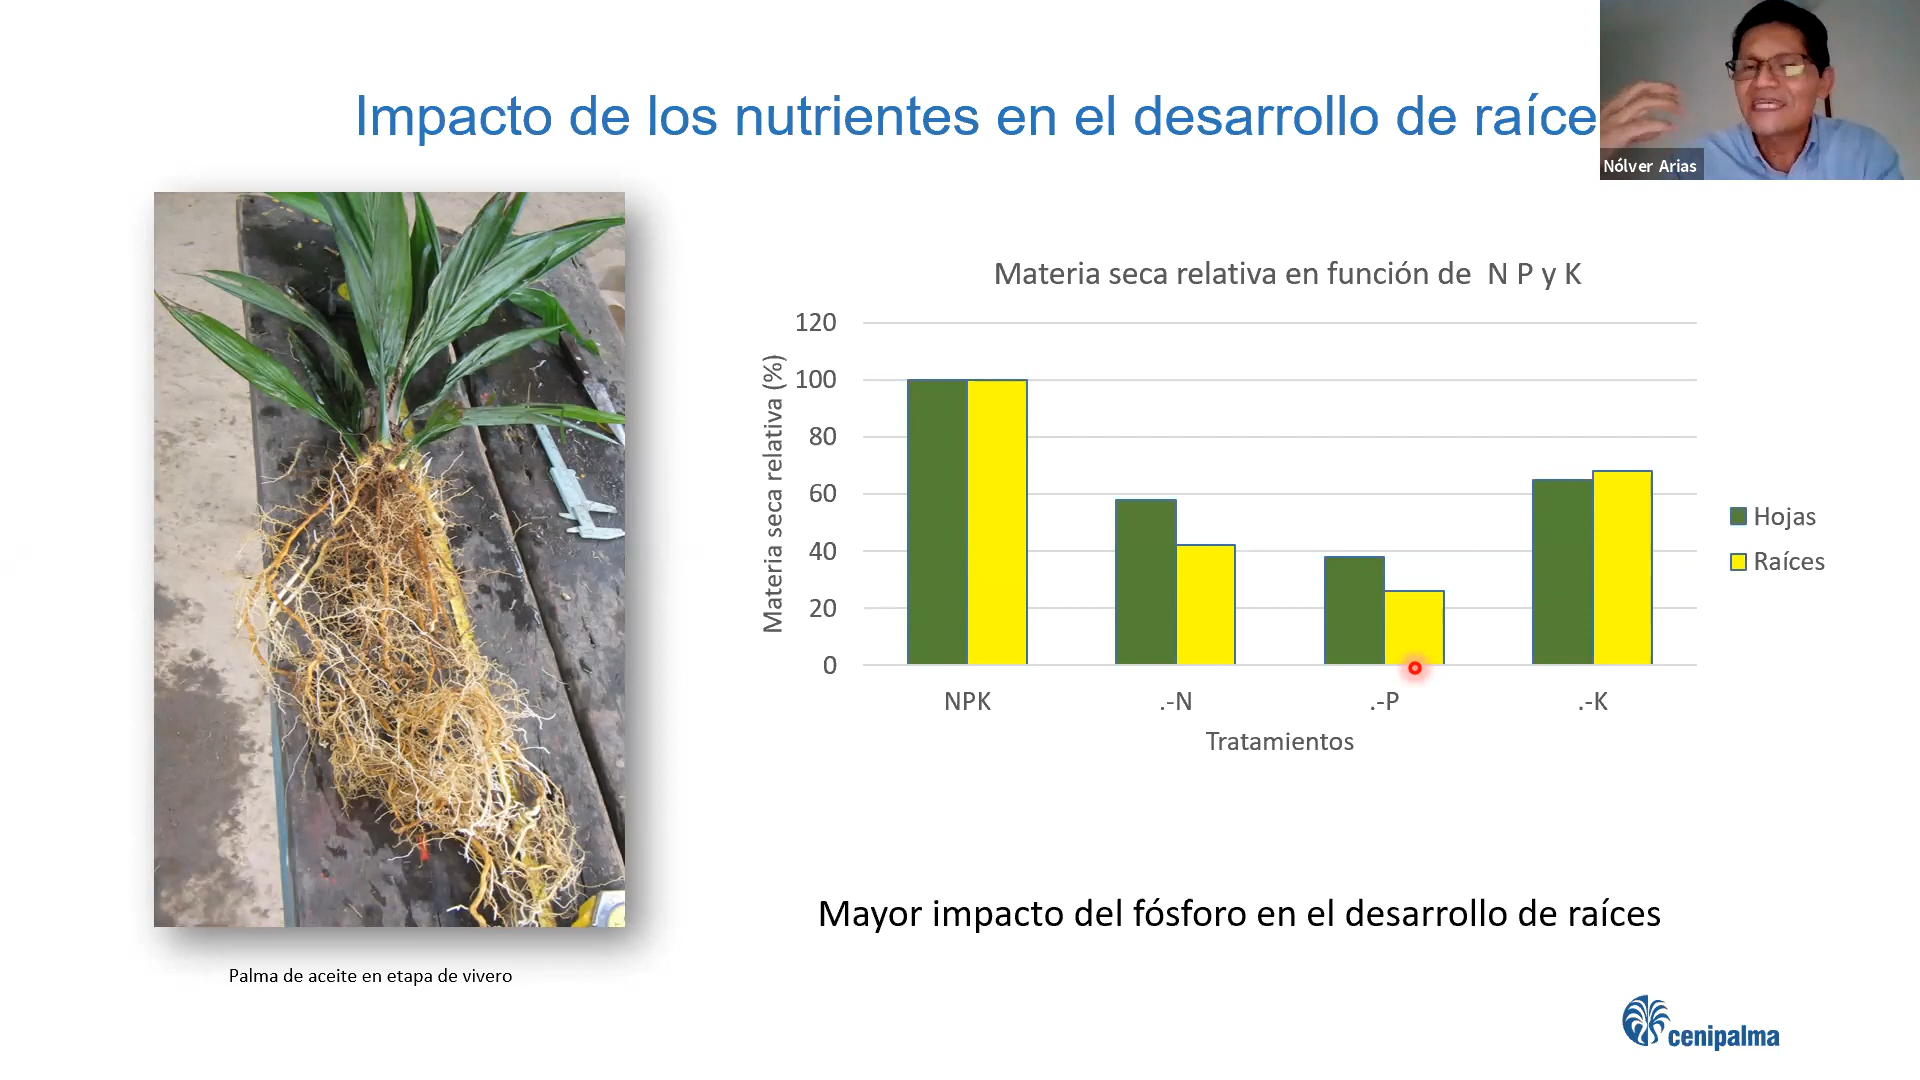 Impacto de los nutrientes en el desarrollo de raíce
Nólver Arias
Materia seca relativa en función de N P y K
Materia seca relativa (%)
120
100
80
60
40
20
0
NPK
.-N
.-P
.-K
Tratamientos
Hojas
Raíces
Mayor impacto del fósforo en el desarrollo de raíces
Palma de aceite en etapa de vivero
cenipalma